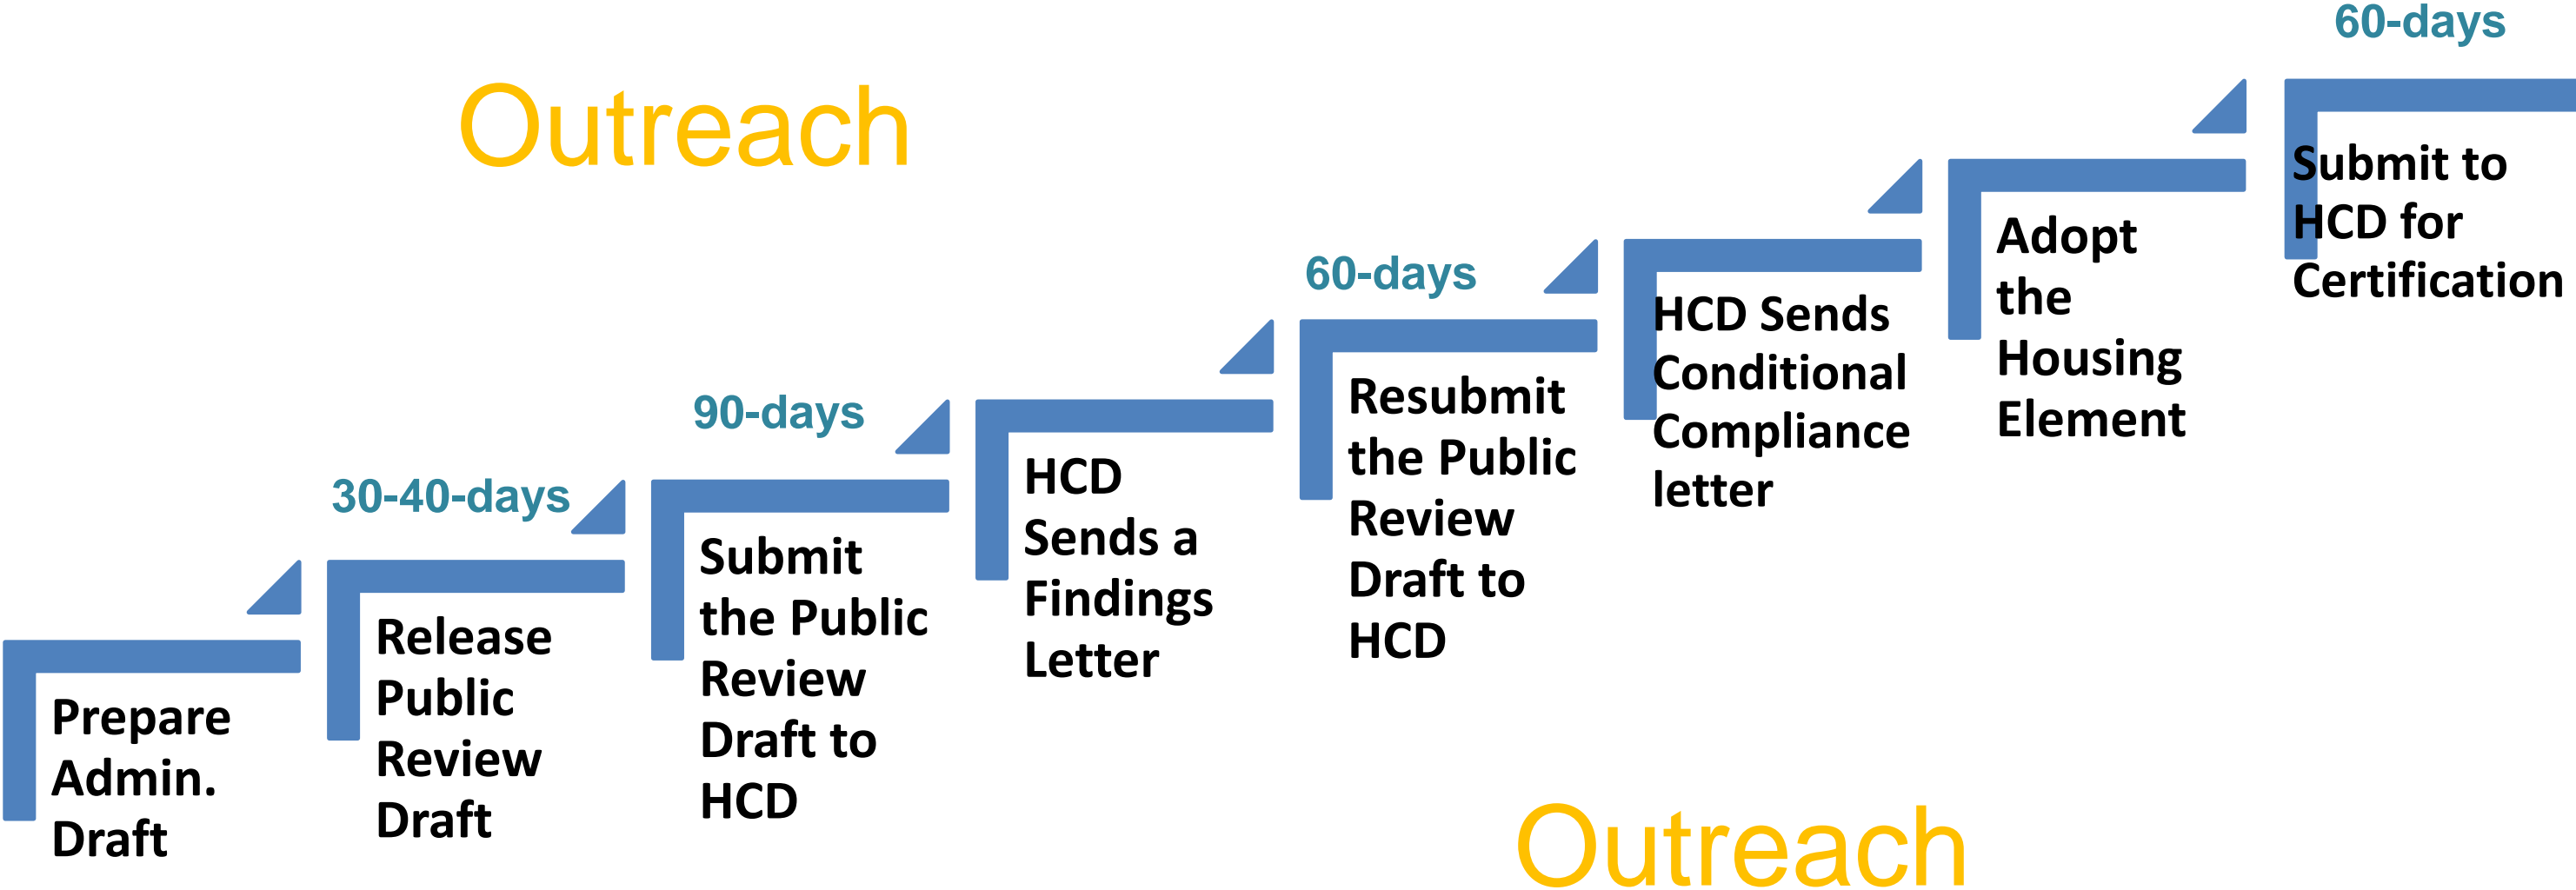 Outreach
Prepare
Admin.
Draft
30-40-days
Release
Public
Review
Draft
90-days
Submit
the Public
Review
Draft to
HCD
HCD
Sends a
Findings
Letter
60-days
Resubmit
the Public
Review
Draft to
HCD
HCD Sends
Conditional
Compliance
letter
Adopt
the
Housing
Element
60-days
Submit to
HCD for
Certification
Outreach